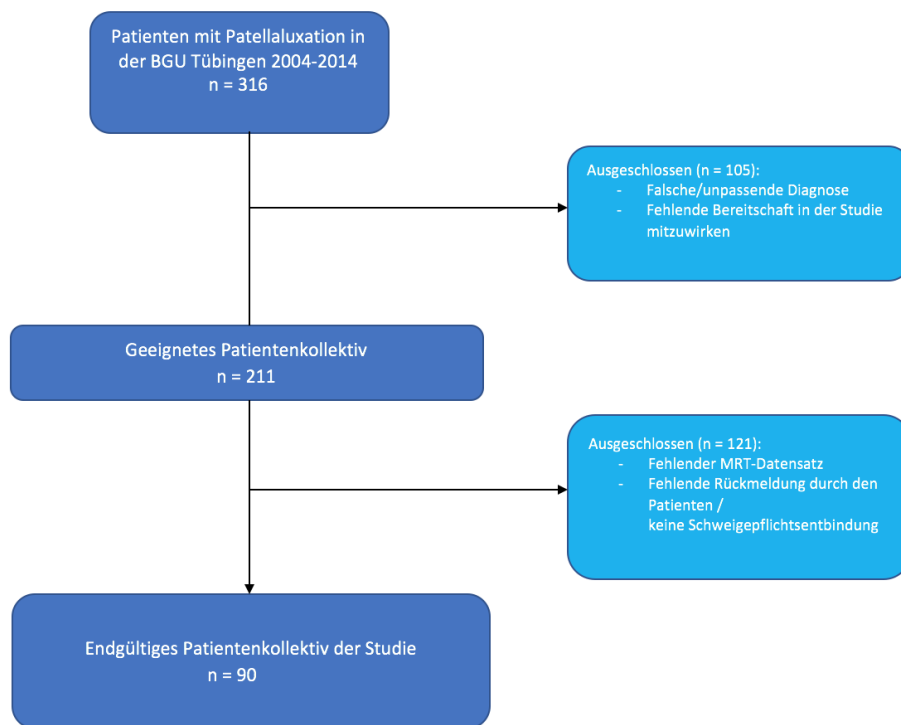 Patienten mit Patellaluxation in
der BGU Tübingen 2004-2014
n = 316
Ausgeschlossen (n = 105):
- Falsche/unpassende Diagnose
- Fehlende Bereitschaft in der Studie
mitzuwirken
Geeignetes Patientenkollektiv
n = 211
Ausgeschlossen (n = 121):
- Fehlender MRT-Datensatz
- Fehlende Rückmeldung durch den
Patienten /
keine Schweigepflichtsentbindung
Endgültiges Patientenkollektiv der Studie
n = 90